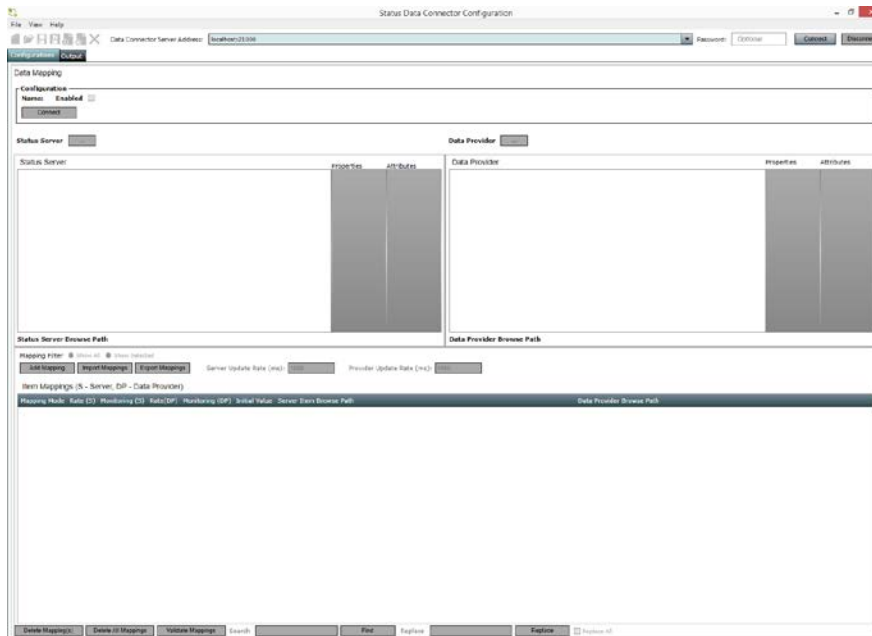 Status Data Connector Configuration
File View Help
Data Connector Server Address: localhost:21300 Password: Optional Connect Disconne
Configurations Output
Data Mapping
Configuration
Name: Enabled
Connect
Status Server ... Data Provider ...
Status Server Properties Attributes Data Provider Properties Attributes
Status Server Browse Path Data Provider Browse Path
Mapping Filter Show All Show Selected
Add Mapping Import Mappings Export Mappings Server Update Rate (ms): 1000 Provider Update Rate (ms): 1000
Item Mappings (S - Server, DP - Data Provider)
Mapping Mode Rate (S) Monitoring (S) Rate(DP) Monitoring (DP) Initial Value Server Item Browse Path Data Provider Browse Path
Delete Mapping(s) Delete All Mappings Validate Mappings Search Find Replace Replace Replace All